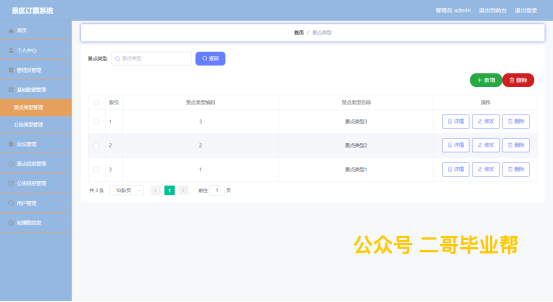 景区订票系统
管理员 admin 退出到前台 退出登录
首页
个人中心
管理员管理
基础数据管理
景点类型管理
公告类型管理
论坛管理
景点信息管理
公告信息管理
用户管理
轮播图信息
首页 / 景点类型
景点类型 景点类型 查询
+ 新增 删除
索引 景点类型编码 景点类型名称 操作
1 3 景点类型3 详情 修改 删除
2 2 景点类型2 详情 修改 删除
3 1 景点类型1 详情 修改 删除
共 3 条 10条/页 1 前往 1 页
公众号 二哥毕业帮